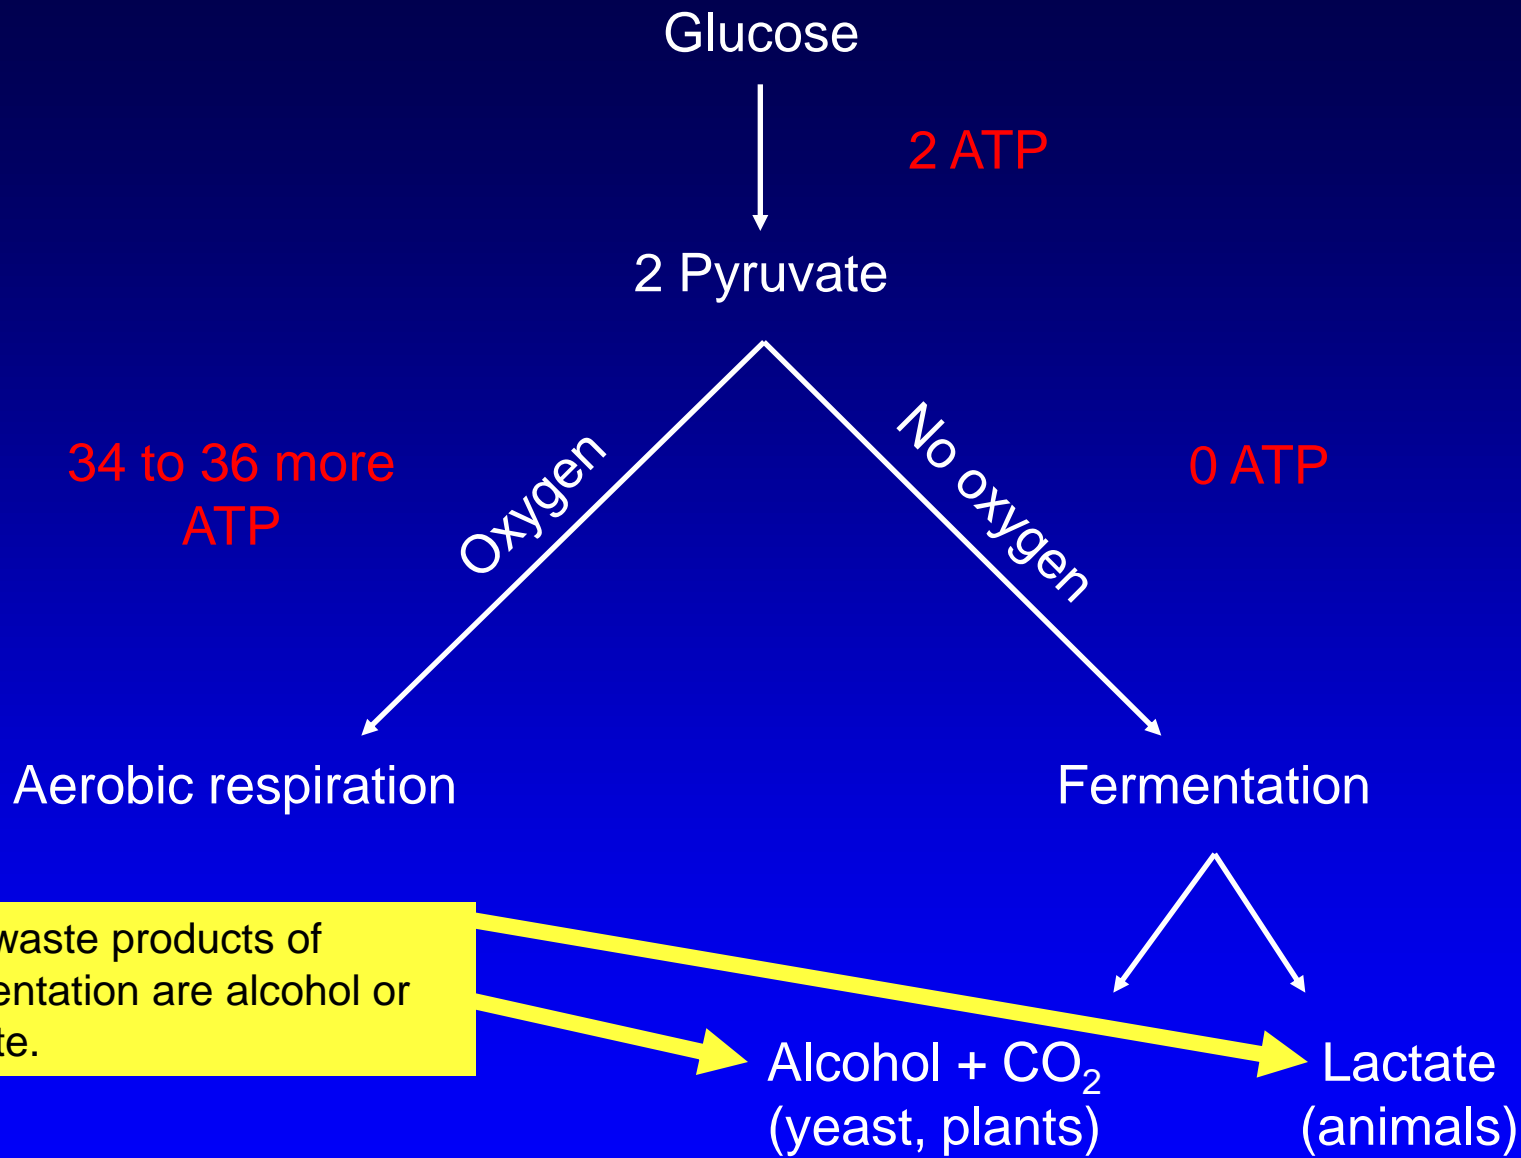 Glucose
2 ATP
2 Pyruvate
34 to 36 more
ATP
Oxygen
No oxygen
0 ATP
Aerobic respiration
Fermentation
waste products of
entation are alcohol or
te.
Alcohol + CO₂
(yeast, plants)
Lactate
(animals)